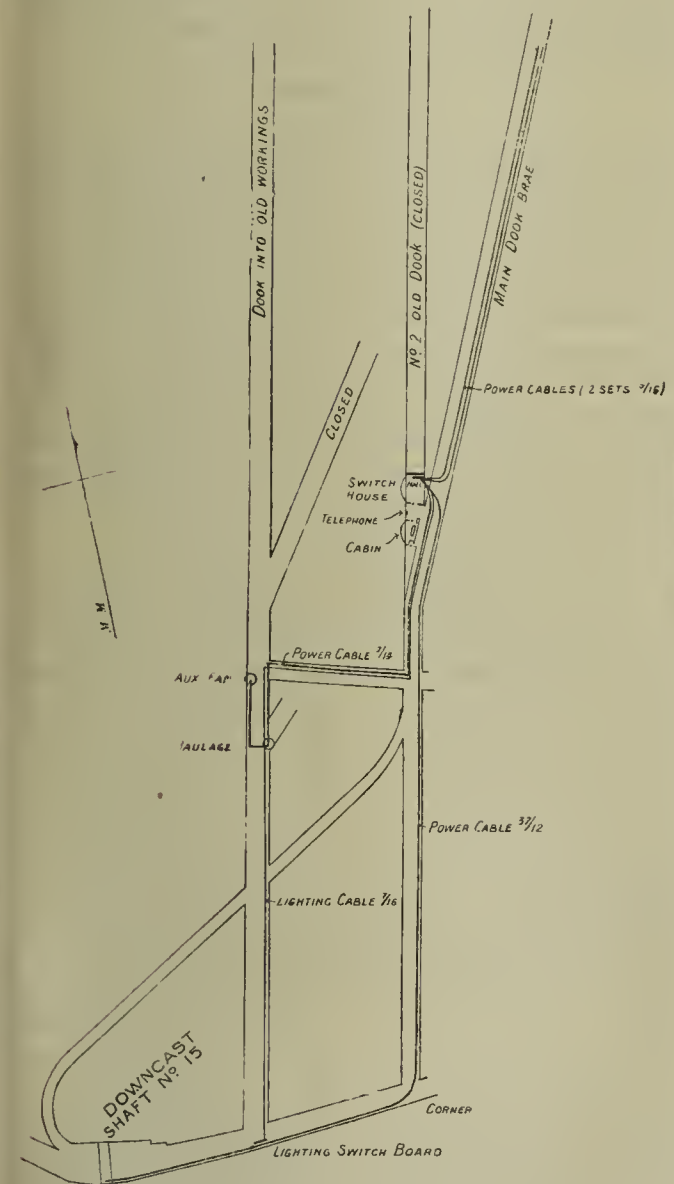 DOOK INTO OLD WORKINGS
Nº 2 OLD DOOK (CLOSED)
MAIN DOOK BRAE
CLOSED
POWER CABLES (2 SETS /16)
SWITCH
HOUSE
TELEPHONE
CABIN
POWER CABLE 7/
AUX FAN
HAULAGE
POWER CABLE 37/12
LIGHTING CABLE 7/16
DOWNCAST
SHAFT Nº 15
CORNER
LIGHTING SWITCH BOARD